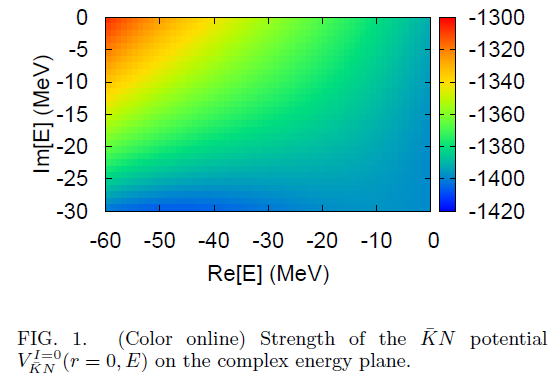 0
-5
-10
-15
-20
-25
-30
Im[E] (MeV)
-60 -50 -40 -30 -20 -10 0
Re[E] (MeV)
-1300
-1320
-1340
-1360
-1380
-1400
-1420
FIG. 1. (Color online) Strength of the K̄N potential
V_{K̄N}^{I=0}(r = 0, E) on the complex energy plane.